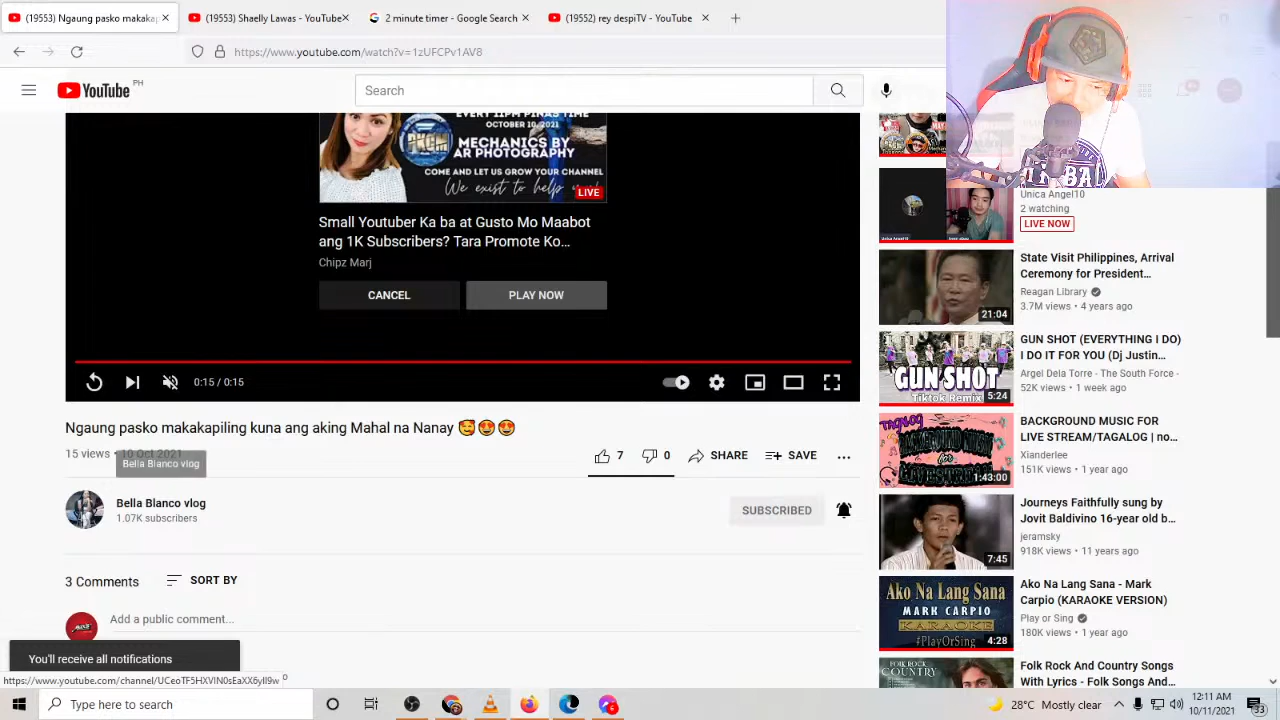 (19553) Ngaung pasko makaka
(19553) Shaelly Lawas - YouTube
2 minute timer - Google Search
(19552) rey despiTV - YouTube
https://www.youtube.com/watch?v=1zUFCPv1AV8
YouTube PH
Search
EVERY 11PM PINAS TIME
OCTOBER 10, 2021
MECHANICS BY
AR PHOTOGRAPHY
COME AND LET US GROW YOUR CHANNEL
We exist to help
LIVE
Small Youtuber Ka ba at Gusto Mo Maabot
ang 1K Subscribers? Tara Promote Ko...
Chipz Marj
CANCEL
PLAY NOW
0:15 / 0:15
Ngaung pasko makakapiling kuna ang aking Mahal na Nanay 🥰😍😍
15 views • 10 Oct 2021
Bella Blanco vlog
7
0
SHARE
SAVE
Bella Blanco vlog
1.07K subscribers
SUBSCRIBED
3 Comments
SORT BY
Add a public comment...
You'll receive all notifications
Unica Angel10
2 watching
LIVE NOW
State Visit Philippines, Arrival
Ceremony for President...
Reagan Library
3.7M views • 4 years ago
21:04
GUN SHOT (EVERYTHING I DO)
I DO IT FOR YOU (Dj Justin...
Argel Dela Torre - The South Force -
52K views • 1 week ago
GUN SHOT
Tiktok Remix
5:24
BACKGROUND MUSIC FOR
LIVE STREAM/TAGALOG | no...
Xianderlee
151K views • 1 year ago
TAGALOG
BACKGROUND MUSIC
for
LIVESTREAM
1:43:00
Journeys Faithfully sung by
Jovit Baldivino 16-year old b...
jeramsky
918K views • 11 years ago
7:45
Ako Na Lang Sana - Mark
Carpio (KARAOKE VERSION)
Play or Sing
180K views • 1 year ago
Ako Na Lang Sana
MARK CARPIO
KARAOKE
#PlayOrSing
4:28
Folk Rock And Country Songs
With Lyrics - Folk Songs And...
FOLK ROCK
COUNTRY
Type here to search
28°C Mostly clear
12:11 AM
10/11/2021
33